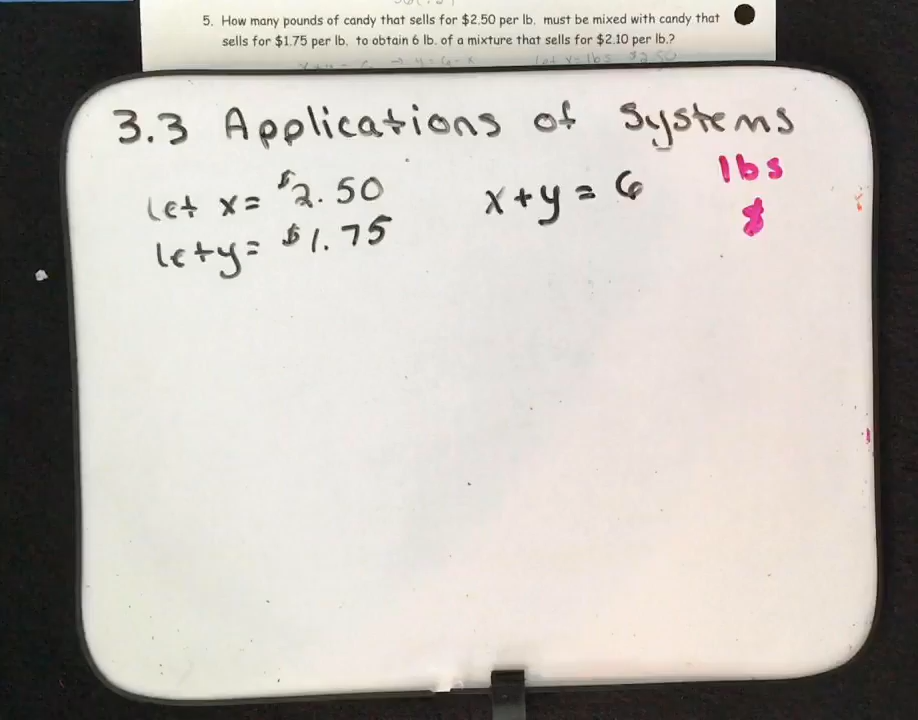 5. How many pounds of candy that sells for $2.50 per lb. must be mixed with candy that
sells for $1.75 per lb. to obtain 6 lb. of a mixture that sells for $2.10 per lb.?
3.3 Applications of Systems
let x = $2.50
let y = $1.75
x + y = 6
lbs
$